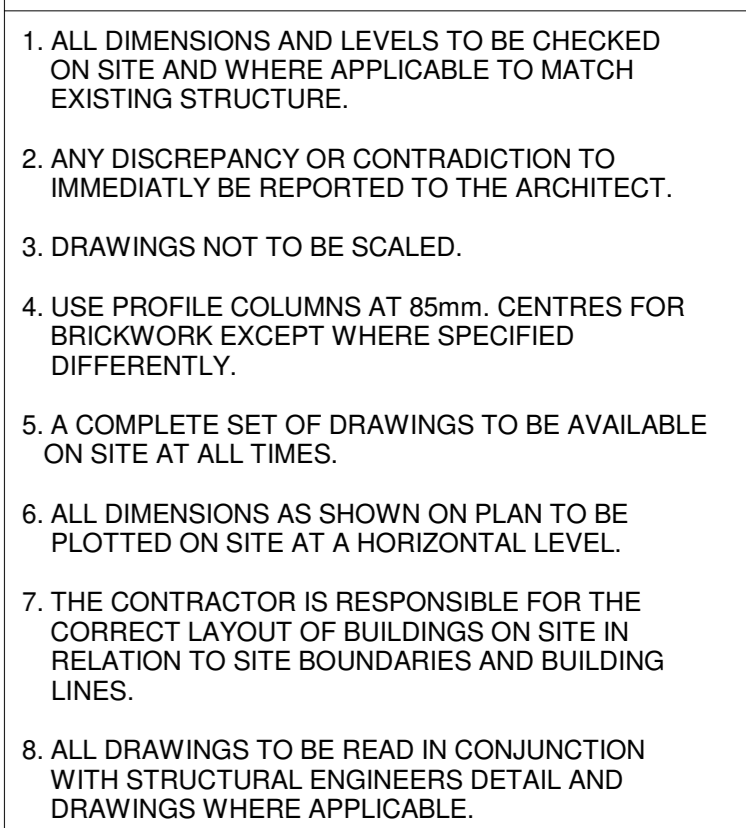 1. ALL DIMENSIONS AND LEVELS TO BE CHECKED
ON SITE AND WHERE APPLICABLE TO MATCH
EXISTING STRUCTURE.
2. ANY DISCREPANCY OR CONTRADICTION TO
IMMEDIATLY BE REPORTED TO THE ARCHITECT.
3. DRAWINGS NOT TO BE SCALED.
4. USE PROFILE COLUMNS AT 85mm. CENTRES FOR
BRICKWORK EXCEPT WHERE SPECIFIED
DIFFERENTLY.
5. A COMPLETE SET OF DRAWINGS TO BE AVAILABLE
ON SITE AT ALL TIMES.
6. ALL DIMENSIONS AS SHOWN ON PLAN TO BE
PLOTTED ON SITE AT A HORIZONTAL LEVEL.
7. THE CONTRACTOR IS RESPONSIBLE FOR THE
CORRECT LAYOUT OF BUILDINGS ON SITE IN
RELATION TO SITE BOUNDARIES AND BUILDING
LINES.
8. ALL DRAWINGS TO BE READ IN CONJUNCTION
WITH STRUCTURAL ENGINEERS DETAIL AND
DRAWINGS WHERE APPLICABLE.